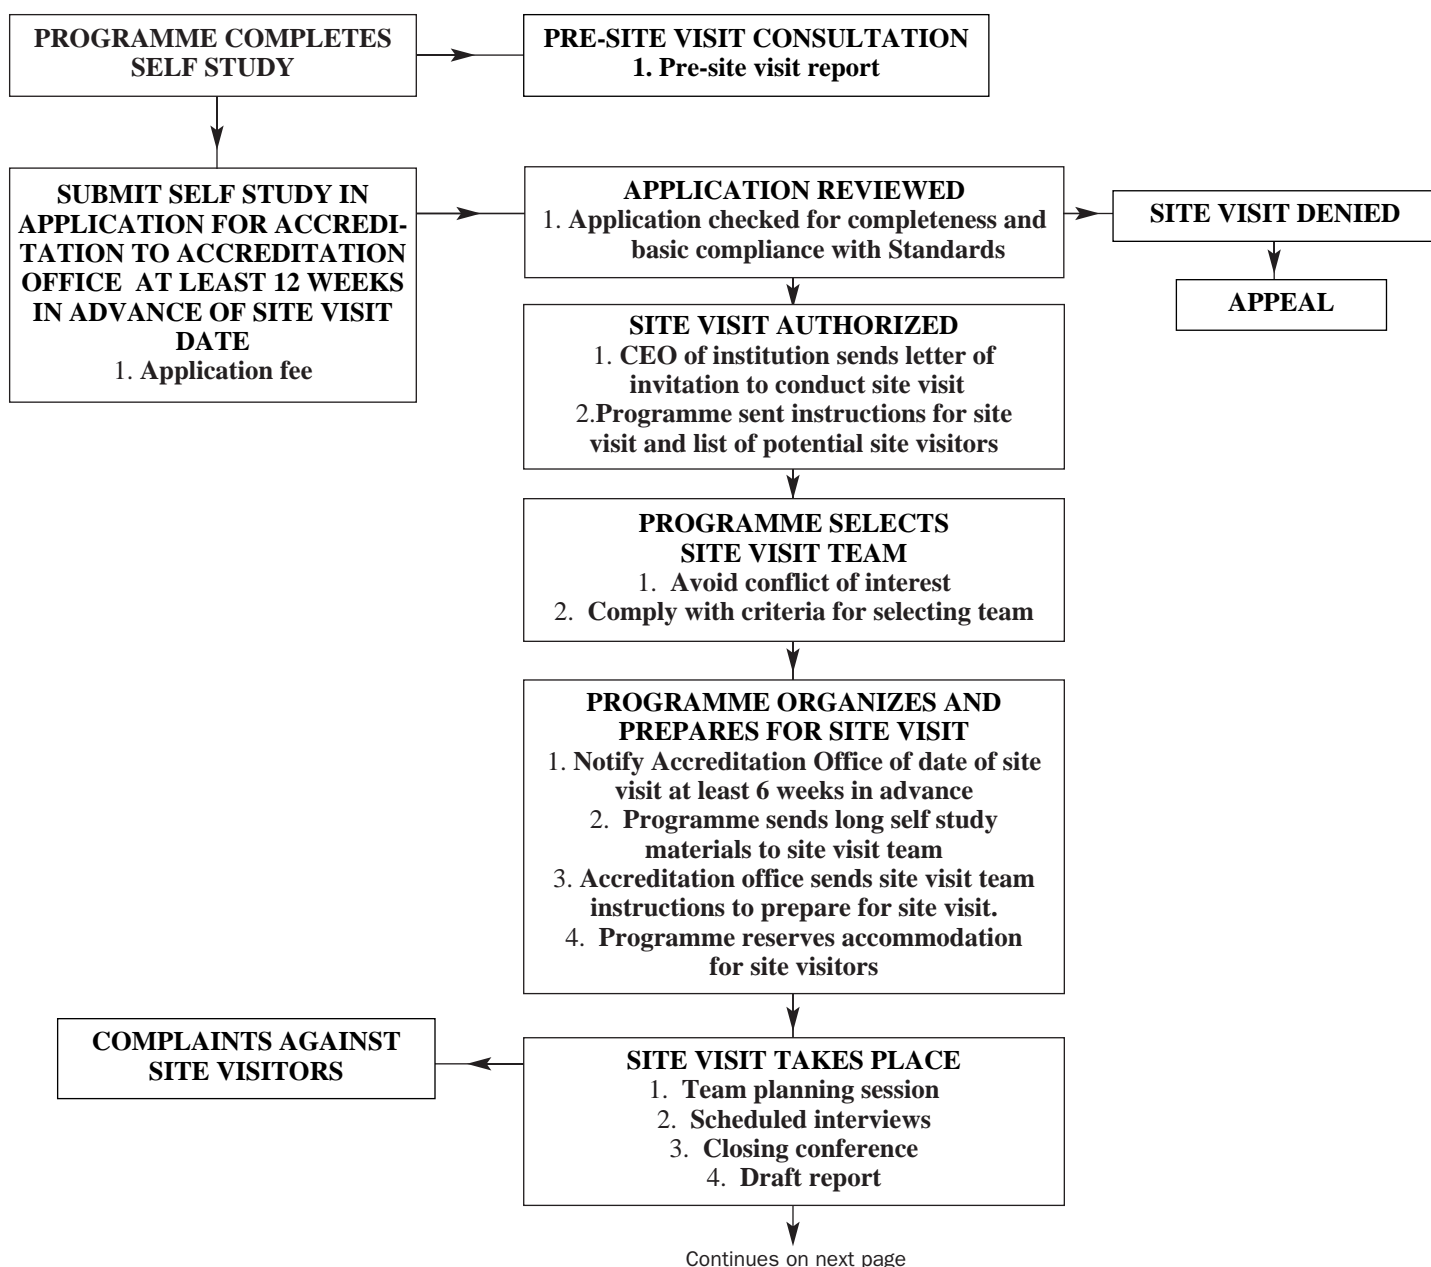 PROGRAMME COMPLETES
SELF STUDY
PRE-SITE VISIT CONSULTATION
1. Pre-site visit report
SUBMIT SELF STUDY IN
APPLICATION FOR ACCREDI-
TATION TO ACCREDITATION
OFFICE AT LEAST 12 WEEKS
IN ADVANCE OF SITE VISIT
DATE
1. Application fee
APPLICATION REVIEWED
1. Application checked for completeness and
basic compliance with Standards
SITE VISIT DENIED
APPEAL
SITE VISIT AUTHORIZED
1. CEO of institution sends letter of
invitation to conduct site visit
2.Programme sent instructions for site
visit and list of potential site visitors
PROGRAMME SELECTS
SITE VISIT TEAM
1. Avoid conflict of interest
2. Comply with criteria for selecting team
PROGRAMME ORGANIZES AND
PREPARES FOR SITE VISIT
1. Notify Accreditation Office of date of site
visit at least 6 weeks in advance
2. Programme sends long self study
materials to site visit team
3. Accreditation office sends site visit team
instructions to prepare for site visit.
4. Programme reserves accommodation
for site visitors
COMPLAINTS AGAINST
SITE VISITORS
SITE VISIT TAKES PLACE
1. Team planning session
2. Scheduled interviews
3. Closing conference
4. Draft report
Continues on next page